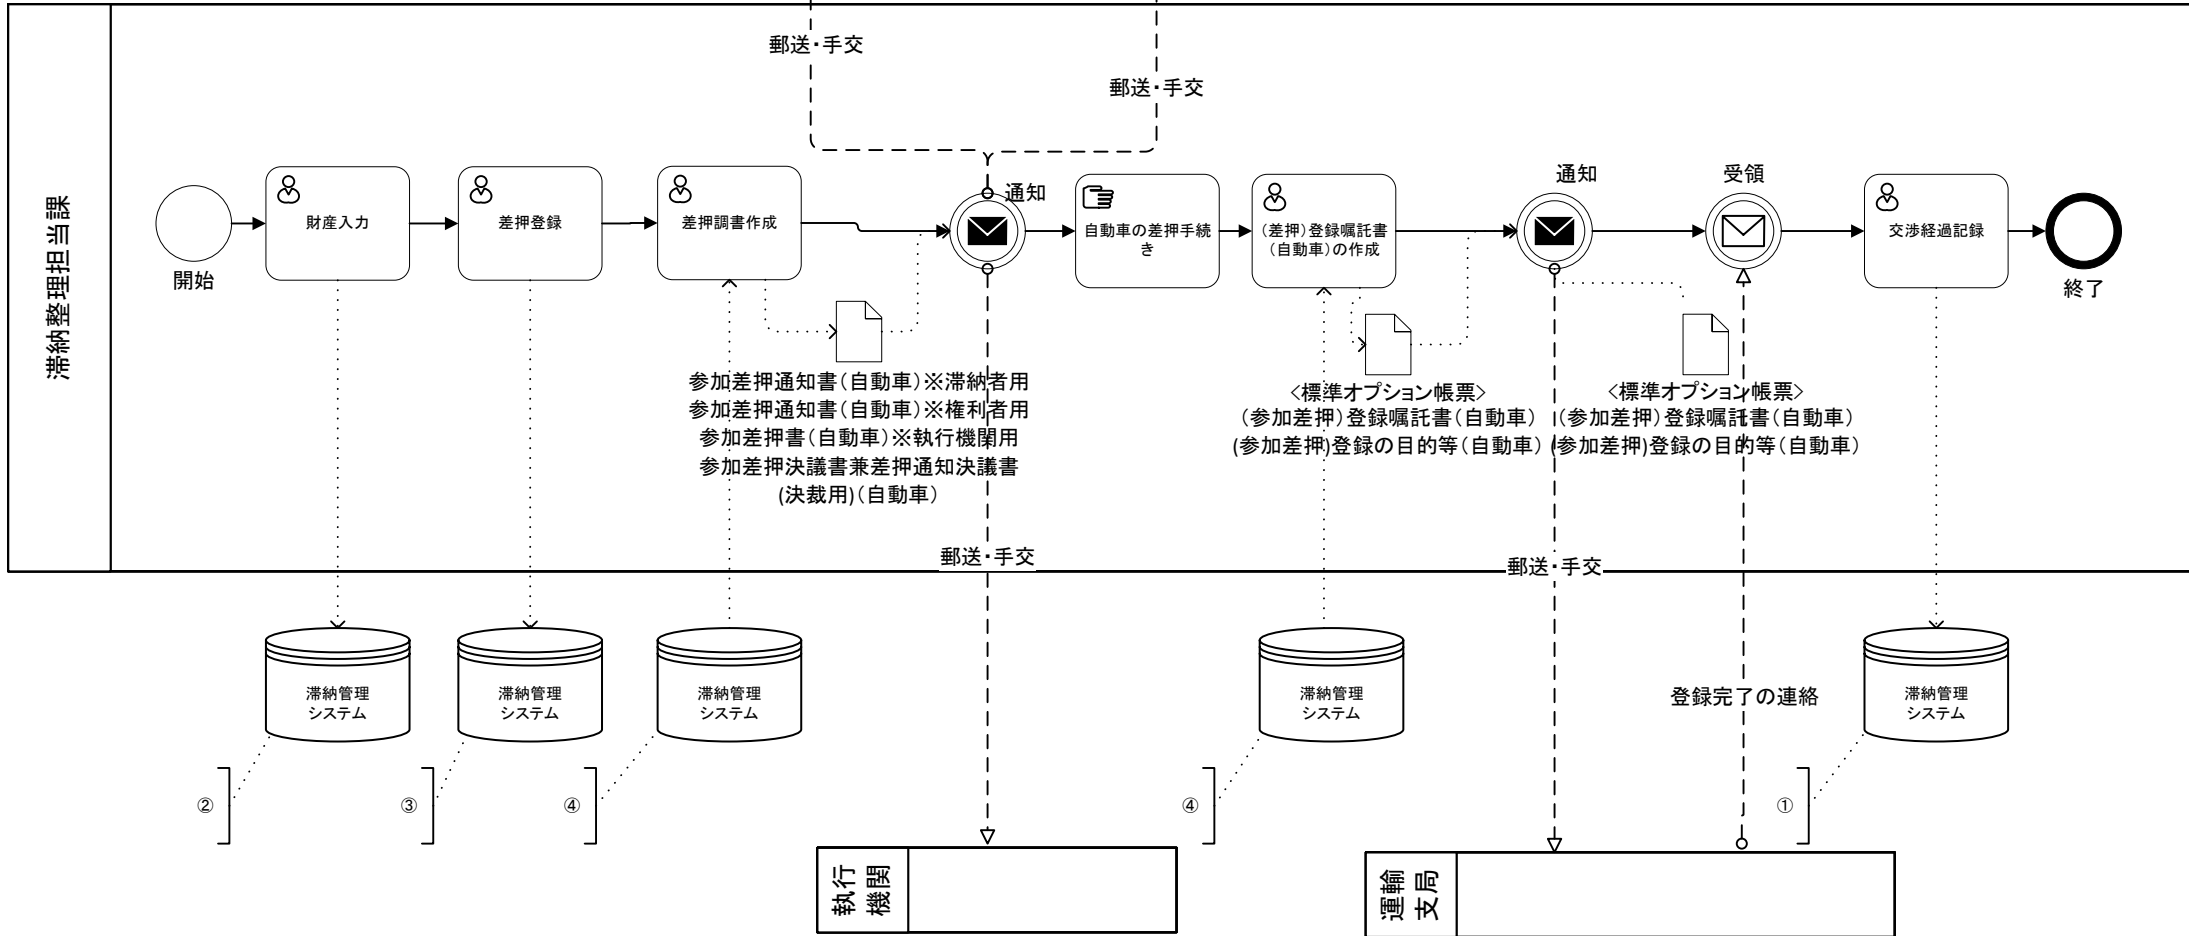 郵送・手交
郵送・手交
滞納整理担当課
開始
財産入力
差押登録
差押調書作成
通知
自動車の差押手続
き
(差押)登録嘱託書
(自動車)の作成
通知
受領
交渉経過記録
終了
参加差押通知書(自動車)※滞納者用
参加差押通知書(自動車)※権利者用
参加差押書(自動車)※執行機関用
参加差押決議書兼差押通知決議書
(決裁用)(自動車)
<標準オプション帳票>
(参加差押)登録嘱託書(自動車)
(参加差押)登録の目的等(自動車)
<標準オプション帳票>
(参加差押)登録嘱託書(自動車)
(参加差押)登録の目的等(自動車)
郵送・手交
郵送・手交
滞納管理
システム
滞納管理
システム
滞納管理
システム
滞納管理
システム
登録完了の連絡
滞納管理
システム
②
③
④
④
①
執行
機関
運輸
支局